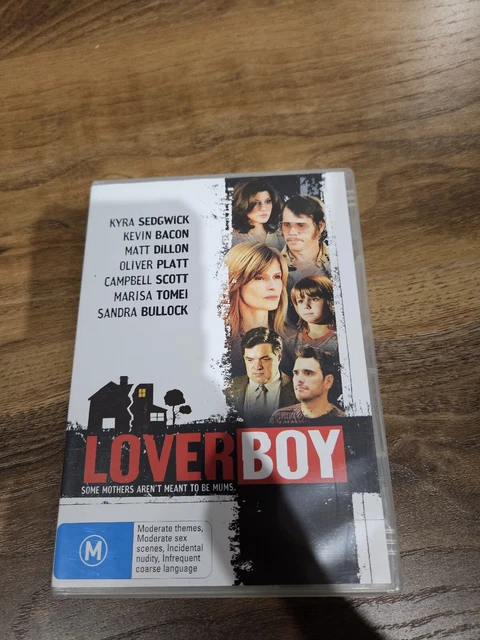 KYRA SEDGWICK
KEVIN BACON
MATT DILLON
OLIVER PLATT
CAMPBELL SCOTT
MARISA TOMEI
SANDRA BULLOCK
LOVERBOY
SOME MOTHERS AREN'T MEANT TO BE MUMS.
M
Moderate themes,
Moderate sex
scenes, Incidental
nudity, Infrequent
coarse language